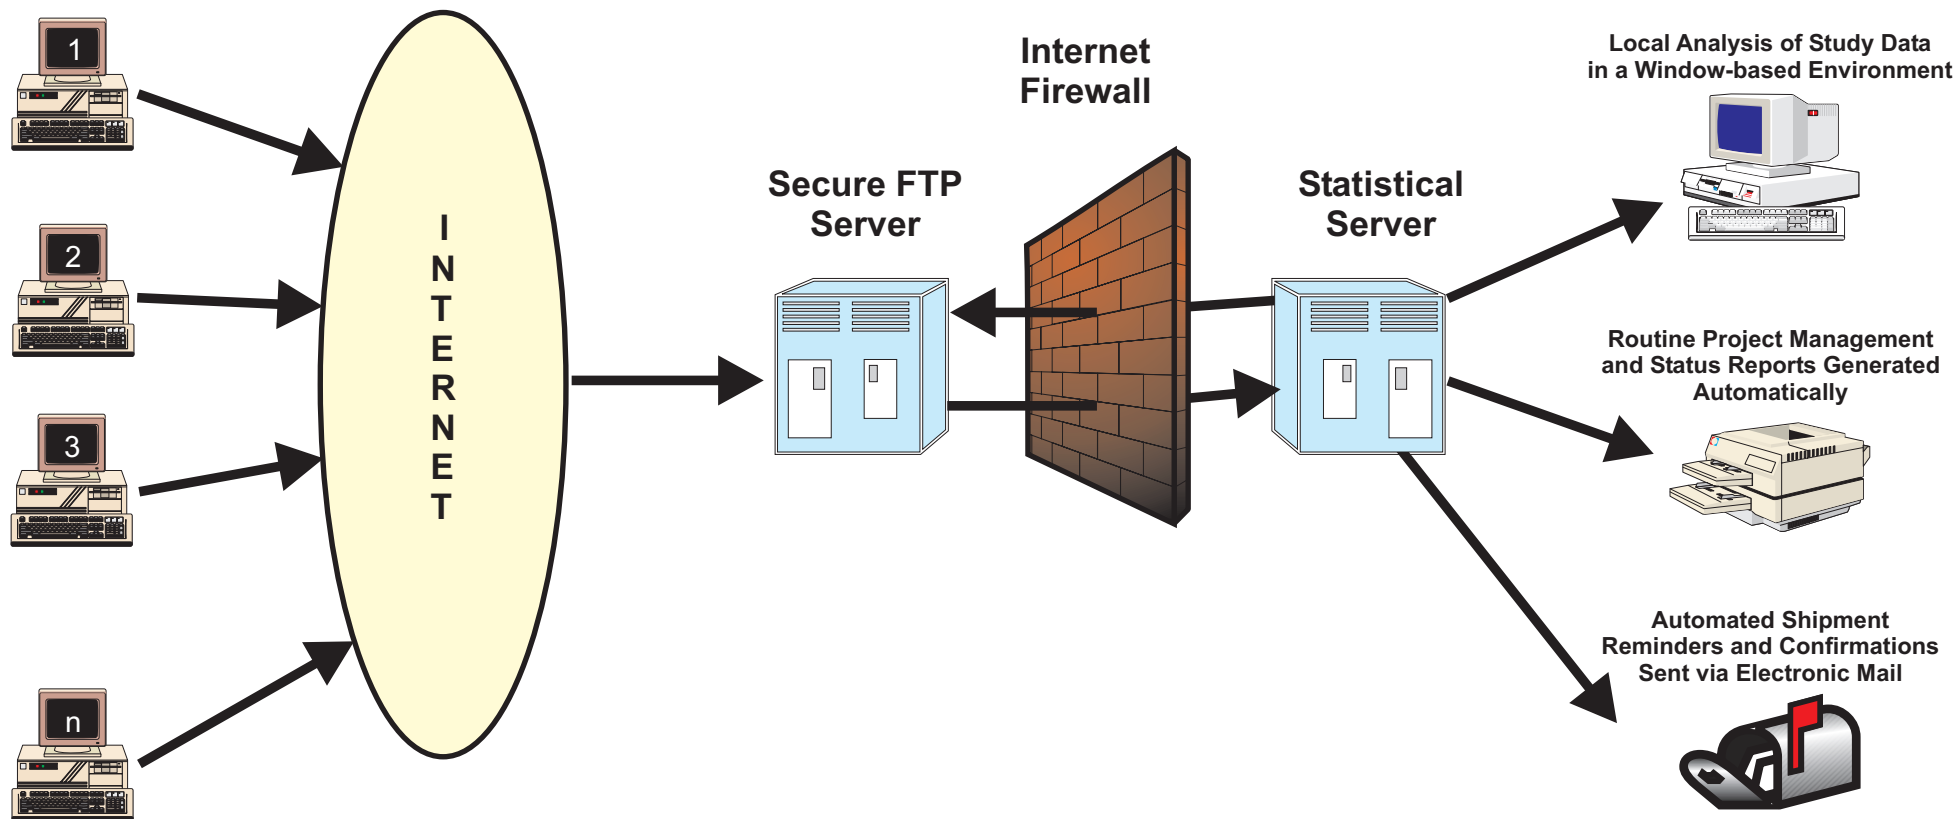 1
2
3
n
I
N
T
E
R
N
E
T
Secure FTP
Server
Internet
Firewall
Statistical
Server
Local Analysis of Study Data
in a Window-based Environment
Routine Project Management
and Status Reports Generated
Automatically
Automated Shipment
Reminders and Confirmations
Sent via Electronic Mail